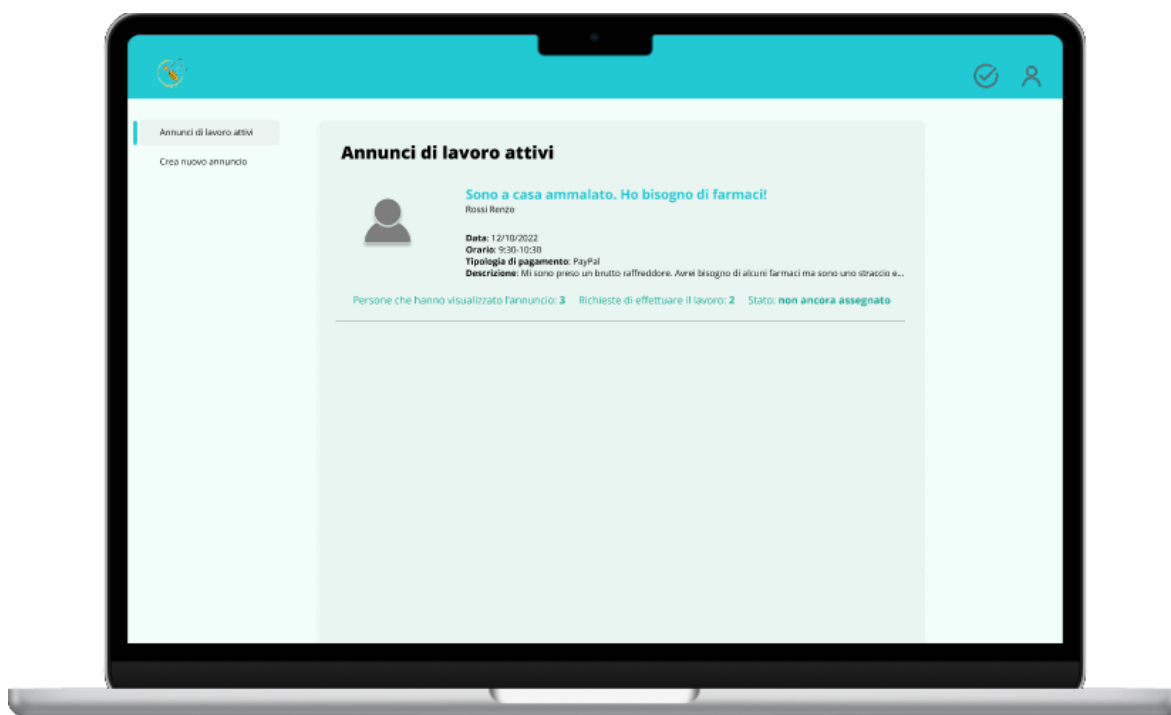 Annunci di lavoro attivi
Crea nuovo annuncio
Annunci di lavoro attivi
Sono a casa ammalato. Ho bisogno di farmaci!
Rossi Renzo
Data: 12/10/2022
Orario: 9:30-10:30
Tipologia di pagamento: PayPal
Descrizione: Mi sono preso un brutto raffreddore. Avrei bisogno di alcuni farmaci ma sono uno straccio e...
Persone che hanno visualizzato l'annuncio: 3 Richieste di effettuare il lavoro: 2 Stato: non ancora assegnato